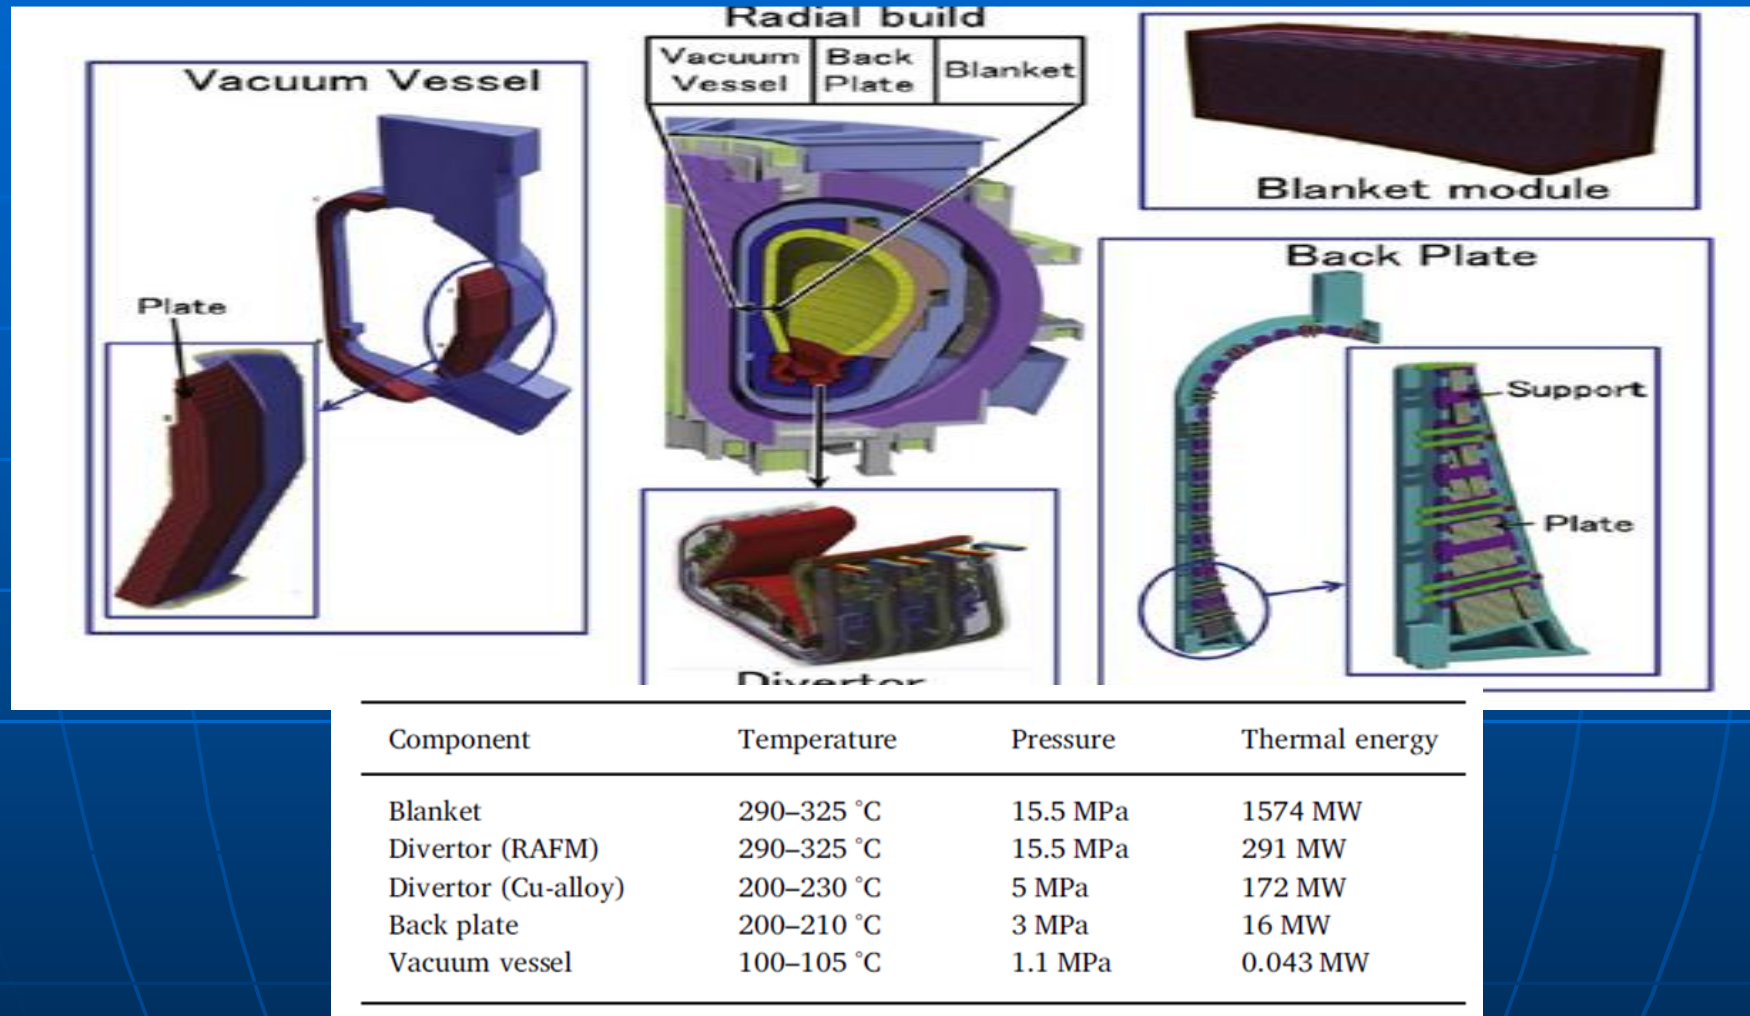 Radial build
Vacuum Vessel
Back Plate
Blanket
Vacuum Vessel
Plate
Blanket module
Back Plate
Support
Plate
Divertor
Component Temperature Pressure Thermal energy
Blanket 290–325 °C 15.5 MPa 1574 MW
Divertor (RAFM) 290–325 °C 15.5 MPa 291 MW
Divertor (Cu-alloy) 200–230 °C 5 MPa 172 MW
Back plate 200–210 °C 3 MPa 16 MW
Vacuum vessel 100–105 °C 1.1 MPa 0.043 MW